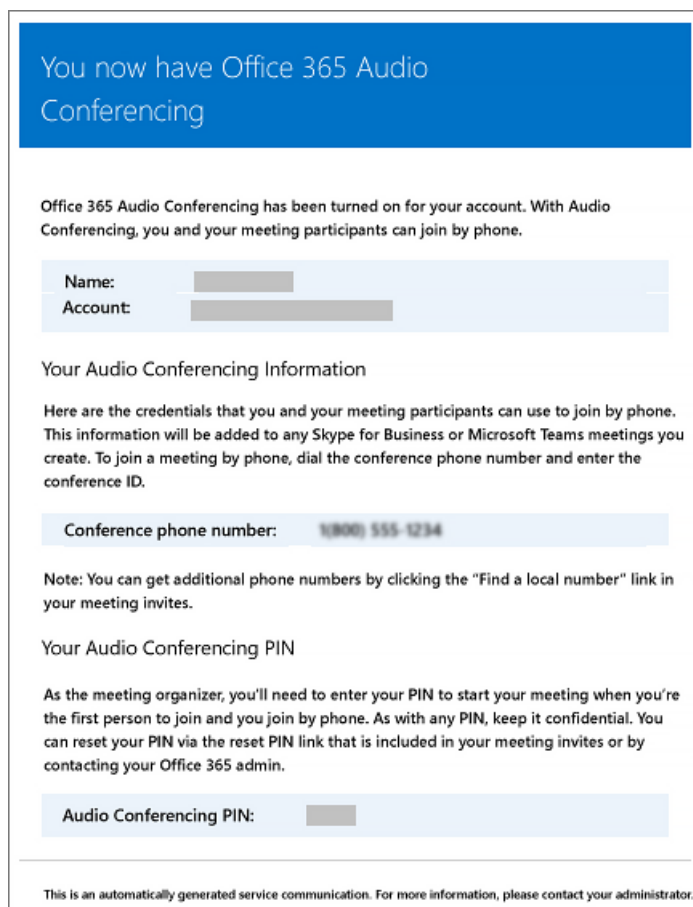 You now have Office 365 Audio
Conferencing
Office 365 Audio Conferencing has been turned on for your account. With Audio
Conferencing, you and your meeting participants can join by phone.
Name:
Account:
Your Audio Conferencing Information
Here are the credentials that you and your meeting participants can use to join by phone.
This information will be added to any Skype for Business or Microsoft Teams meetings you
create. To join a meeting by phone, dial the conference phone number and enter the
conference ID.
Conference phone number: 1(800) 555-1234
Note: You can get additional phone numbers by clicking the "Find a local number" link in
your meeting invites.
Your Audio Conferencing PIN
As the meeting organizer, you'll need to enter your PIN to start your meeting when you're
the first person to join and you join by phone. As with any PIN, keep it confidential. You
can reset your PIN via the reset PIN link that is included in your meeting invites or by
contacting your Office 365 admin.
Audio Conferencing PIN:
This is an automatically generated service communication. For more information, please contact your administrator.